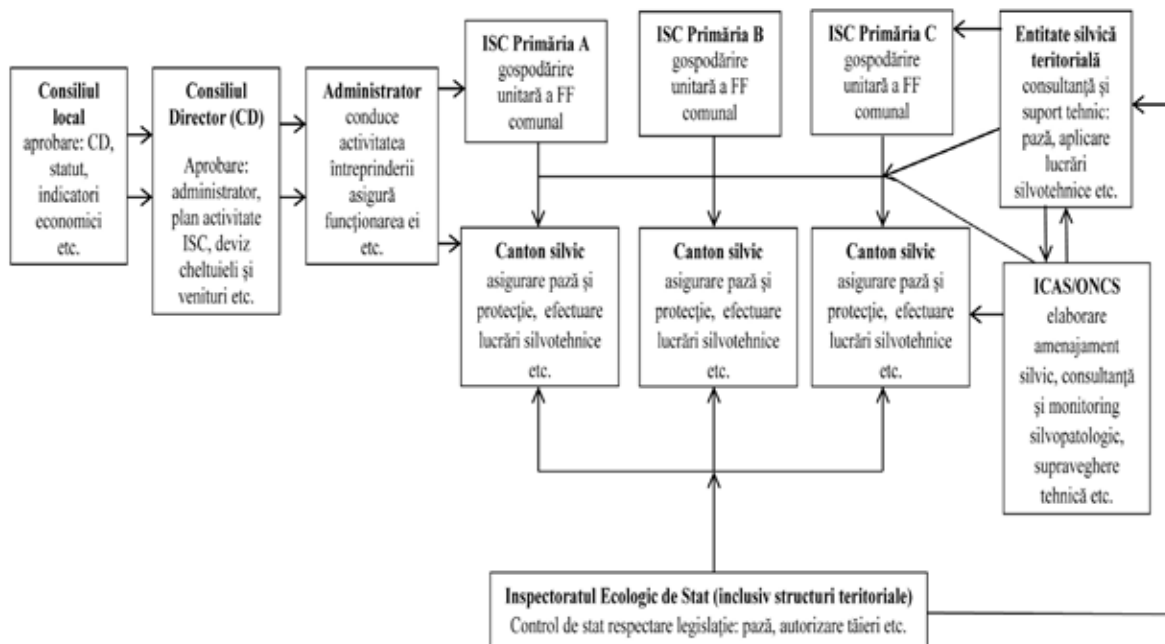 Consiliul
local
aprobare: CD,
statut,
indicatori
economici
etc.
Consiliul
Director (CD)
Aprobare:
administrator,
plan activitate
ISC, deviz
cheltuieli și
venituri etc.
Administrator
conduce
activitatea
întreprinderii
asigură
funcționarea ei
etc.
ISC Primăria A
gospodărire
unitară a FF
comunal
ISC Primăria B
gospodărire
unitară a FF
comunal
ISC Primăria C
gospodărire
unitară a FF
comunal
Entitate silvică
teritorială
consultanță și
suport tehnic:
pază, aplicare
lucrări
silvotehnice etc.
Canton silvic
asigurare pază și
protecție, efectuare
lucrări silvotehnice
etc.
Canton silvic
asigurare pază și
protecție, efectuare
lucrări silvotehnice
etc.
Canton silvic
asigurare pază și
protecție, efectuare
lucrări silvotehnice
etc.
ICAS/ONCS
elaborare
amenajament
silvic, consultanță
și monitoring
silvopatologic,
supraveghere
tehnică etc.
Inspectoratul Ecologic de Stat (inclusiv structuri teritoriale)
Control de stat respectare legislație: pază, autorizare tăieri etc.